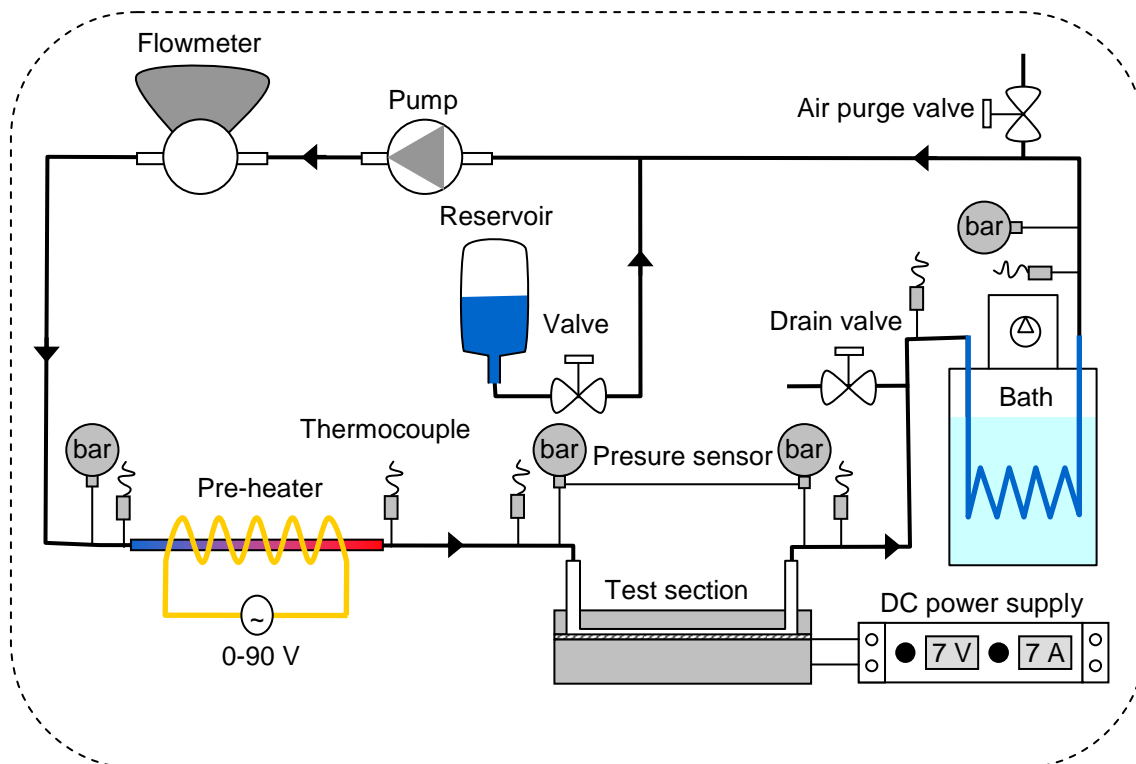 Flowmeter
Pump
Air purge valve
Reservoir
bar
Valve
Drain valve
Bath
Thermocouple
bar
bar
Presure sensor
bar
Pre-heater
Test section
DC power supply
~
0-90 V
7 V
7 A